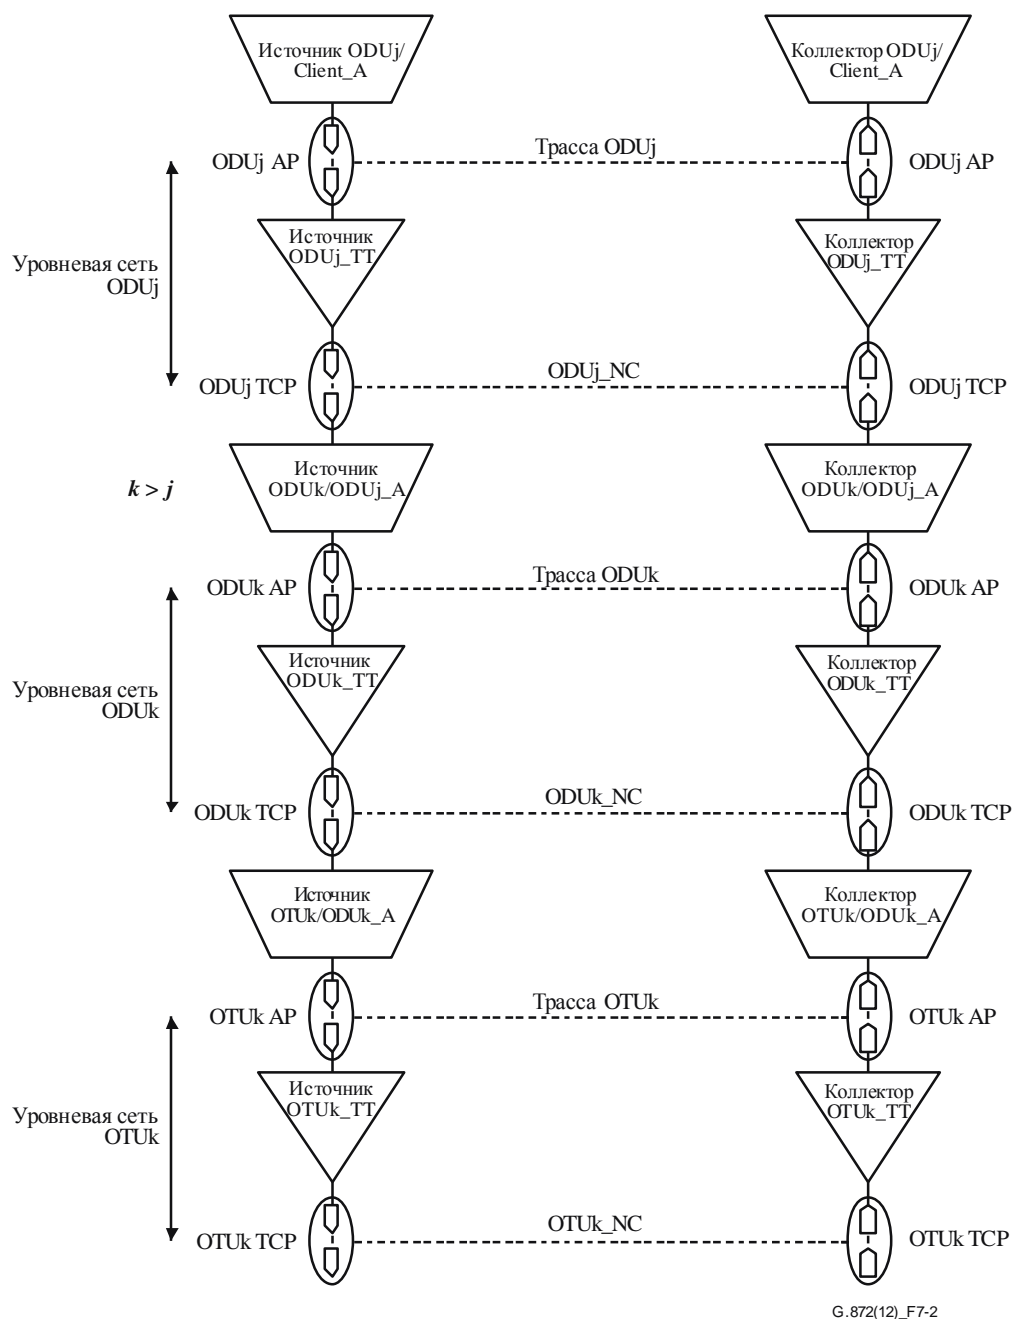 Источник ODUj/
Client_A
Коллектор ODUj/
Client_A
ODUj AP
Трасса ODUj
ODUj AP
Источник
ODUj_TT
Коллектор
ODUj_TT
Уровневая сеть
ODUj
ODUj TCP
ODUj_NC
ODUj TCP
k > j
Источник
ODUk/ODUj_A
Коллектор
ODUk/ODUj_A
ODUk AP
Трасса ODUk
ODUk AP
Источник
ODUk_TT
Коллектор
ODUk_TT
Уровневая сеть
ODUk
ODUk TCP
ODUk_NC
ODUk TCP
Источник
OTUk/ODUk_A
Коллектор
OTUk/ODUk_A
OTUk AP
Трасса OTUk
OTUk AP
Источник
OTUk_TT
Коллектор
OTUk_TT
Уровневая сеть
OTUk
OTUk TCP
OTUk_NC
OTUk TCP
G.872(12)_F7-2